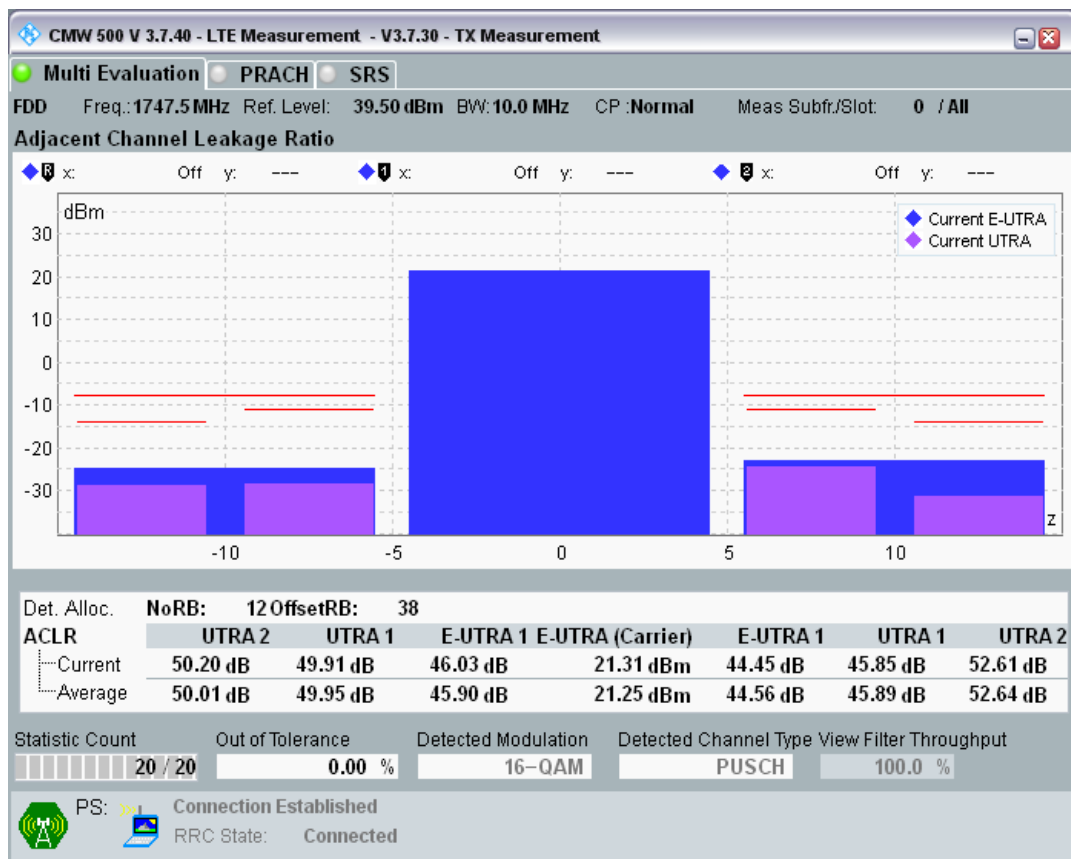 CMW 500 V 3.7.40 - LTE Measurement - V3.7.30 - TX Measurement
Multi Evaluation PRACH SRS
FDD Freq.:1747.5 MHz Ref. Level: 39.50 dBm BW:10.0 MHz CP :Normal Meas Subfr./Slot: 0 / All
Adjacent Channel Leakage Ratio
R x: Off y: --- 1 x: Off y: --- 2 x: Off y: ---
dBm
Current E-UTRA
Current UTRA
30
20
10
0
-10
-20
-30
z
-10 -5 0 5 10
Det. Alloc. NoRB: 12 OffsetRB: 38
ACLR UTRA 2 UTRA 1 E-UTRA 1 E-UTRA (Carrier) E-UTRA 1 UTRA 1 UTRA 2
Current 50.20 dB 49.91 dB 46.03 dB 21.31 dBm 44.45 dB 45.85 dB 52.61 dB
Average 50.01 dB 49.95 dB 45.90 dB 21.25 dBm 44.56 dB 45.89 dB 52.64 dB
Statistic Count Out of Tolerance Detected Modulation Detected Channel Type View Filter Throughput
20 / 20 0.00 % 16-QAM PUSCH 100.0 %
PS: Connection Established
RRC State: Connected